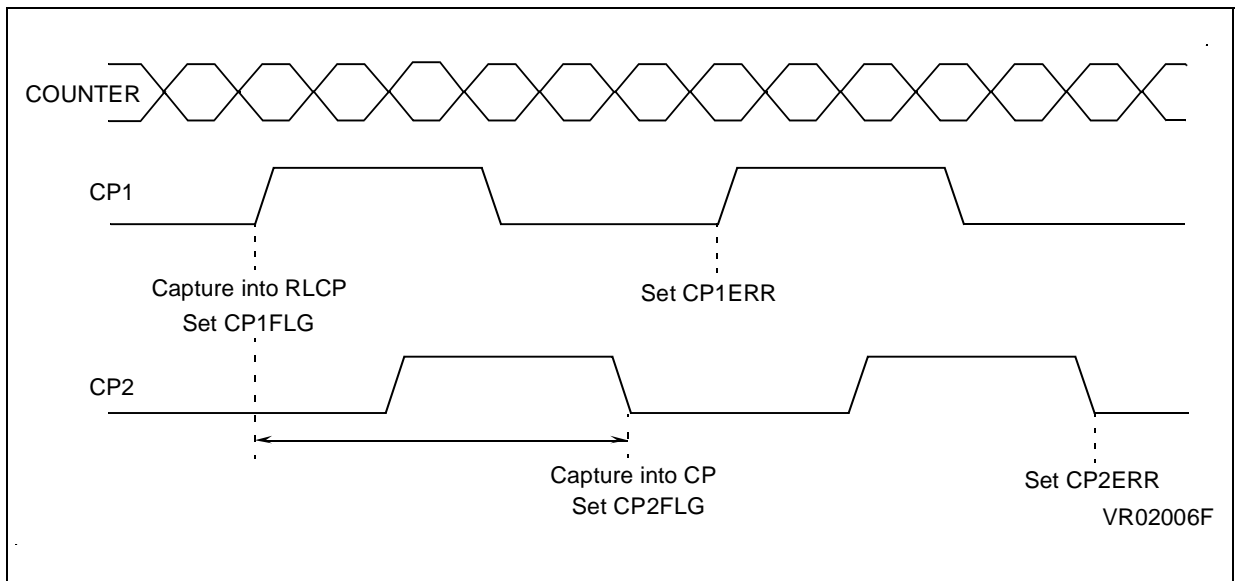 COUNTER
CP1
Capture into RLCP
Set CP1FLG
Set CP1ERR
CP2
Capture into CP
Set CP2FLG
Set CP2ERR
VR02006F